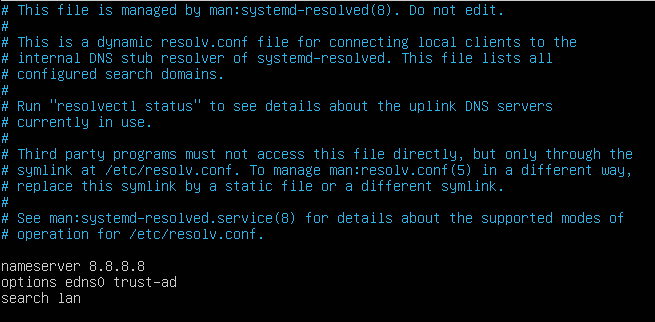 # This file is managed by man:systemd-resolved(8). Do not edit.
#
# This is a dynamic resolv.conf file for connecting local clients to the
# internal DNS stub resolver of systemd-resolved. This file lists all
# configured search domains.
#
# Run "resolvectl status" to see details about the uplink DNS servers
# currently in use.
#
# Third party programs must not access this file directly, but only through the
# symlink at /etc/resolv.conf. To manage man:resolv.conf(5) in a different way,
# replace this symlink by a static file or a different symlink.
#
# See man:systemd-resolved.service(8) for details about the supported modes of
# operation for /etc/resolv.conf.
nameserver 8.8.8.8
options edns0 trust-ad
search lan